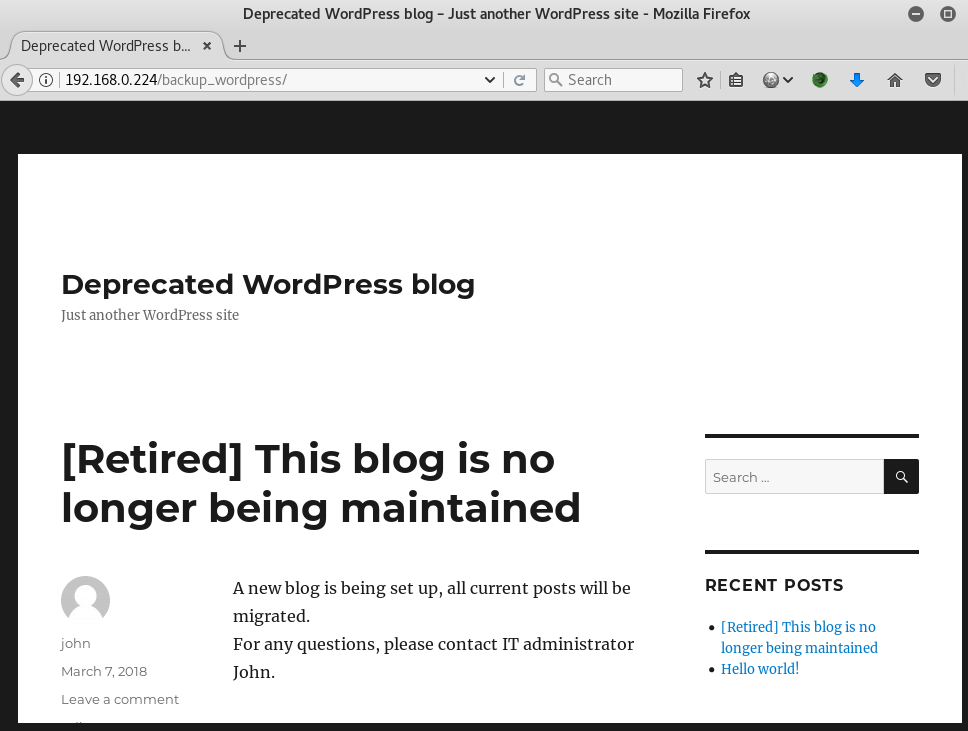 Deprecated WordPress blog – Just another WordPress site - Mozilla Firefox
Deprecated WordPress b...
192.168.0.224/backup_wordpress/
Search
Deprecated WordPress blog
Just another WordPress site
[Retired] This blog is no
longer being maintained
john
March 7, 2018
Leave a comment
A new blog is being set up, all current posts will be
migrated.
For any questions, please contact IT administrator
John.
Search …
RECENT POSTS
[Retired] This blog is no
longer being maintained
Hello world!